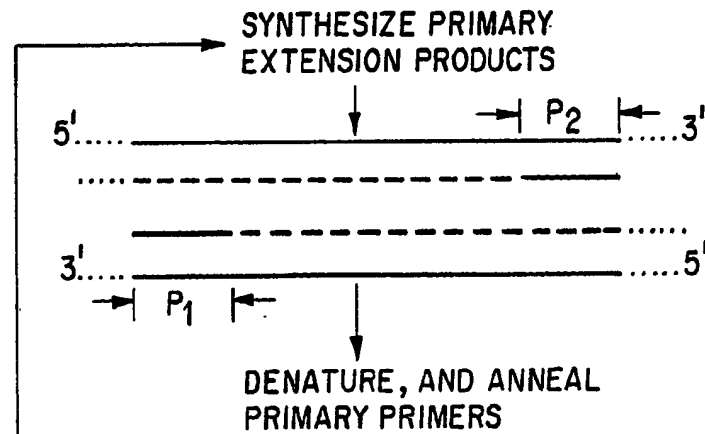 SYNTHESIZE PRIMARY
EXTENSION PRODUCTS
P2
5'.....
.....3'
3'.....
.....5'
P1
DENATURE, AND ANNEAL
PRIMARY PRIMERS